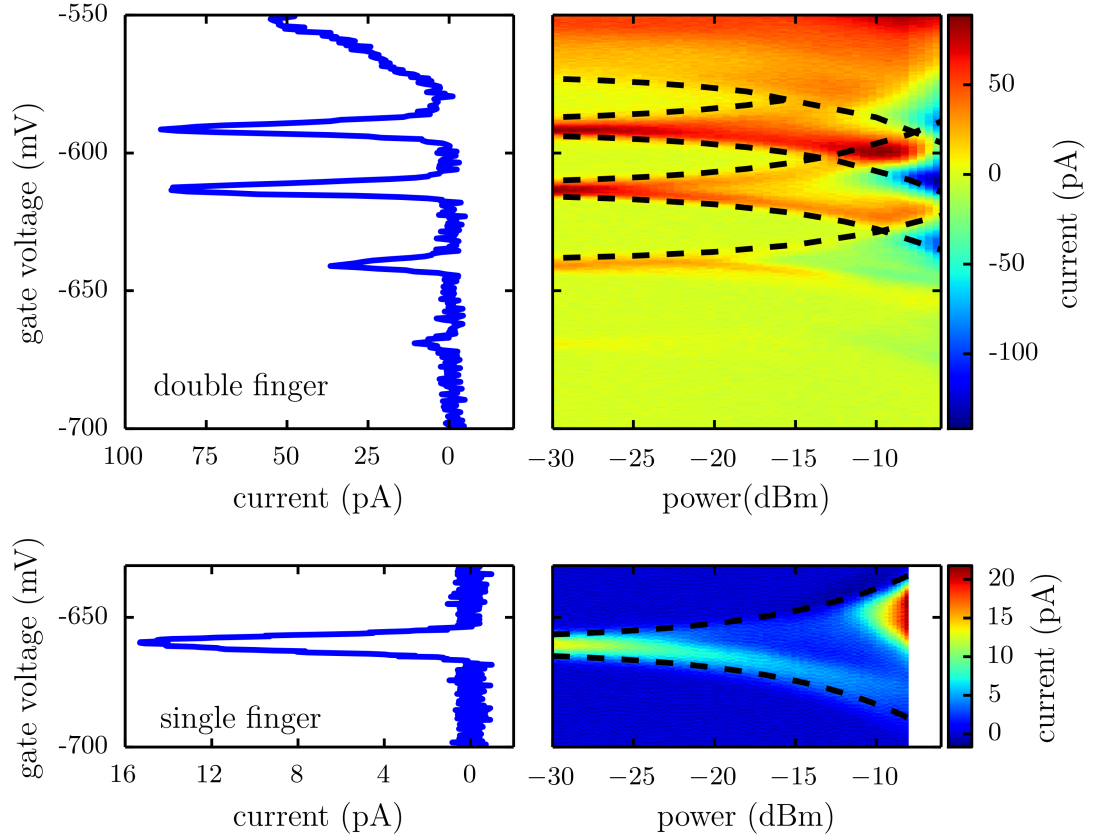 -550
-600
-650
-700
gate voltage (mV)
double finger
100 75 50 25 0
current (pA)
−30 −25 −20 −15 −10
power(dBm)
50
0
-50
-100
current (pA)
-650
-700
gate voltage (mV)
single finger
16 12 8 4 0
current (pA)
−30 −25 −20 −15 −10
power (dBm)
20
15
10
5
0
current (pA)